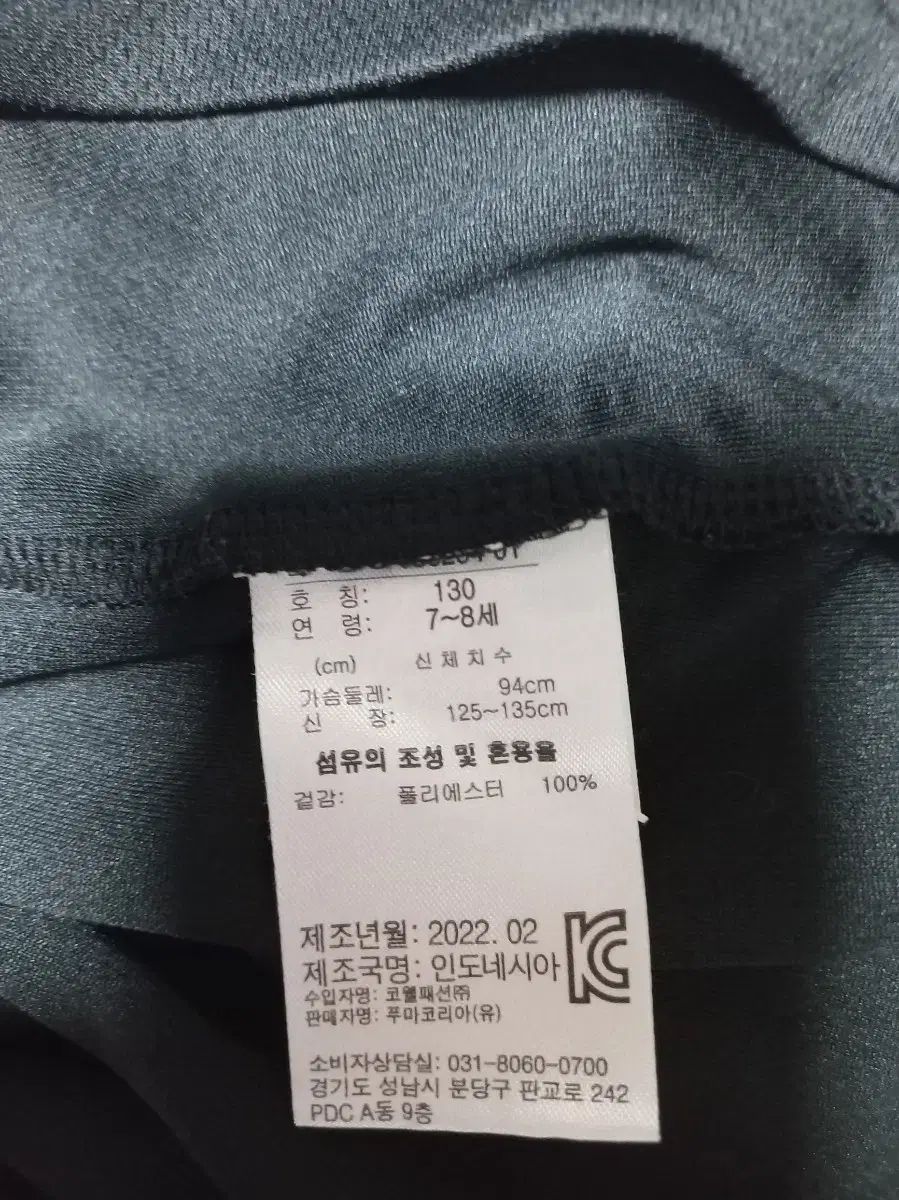 호 칭: 130
연 령: 7~8세
(cm) 신체치수
가슴둘레: 94cm
신 장: 125~135cm
섬유의 조성 및 혼용율
겉감: 폴리에스터 100%
제조년월: 2022. 02
제조국명: 인도네시아
수입자명: 코웰패션㈜
판매자명: 푸마코리아(유)
소비자상담실: 031-8060-0700
경기도 성남시 분당구 판교로 242
PDC A동 9층